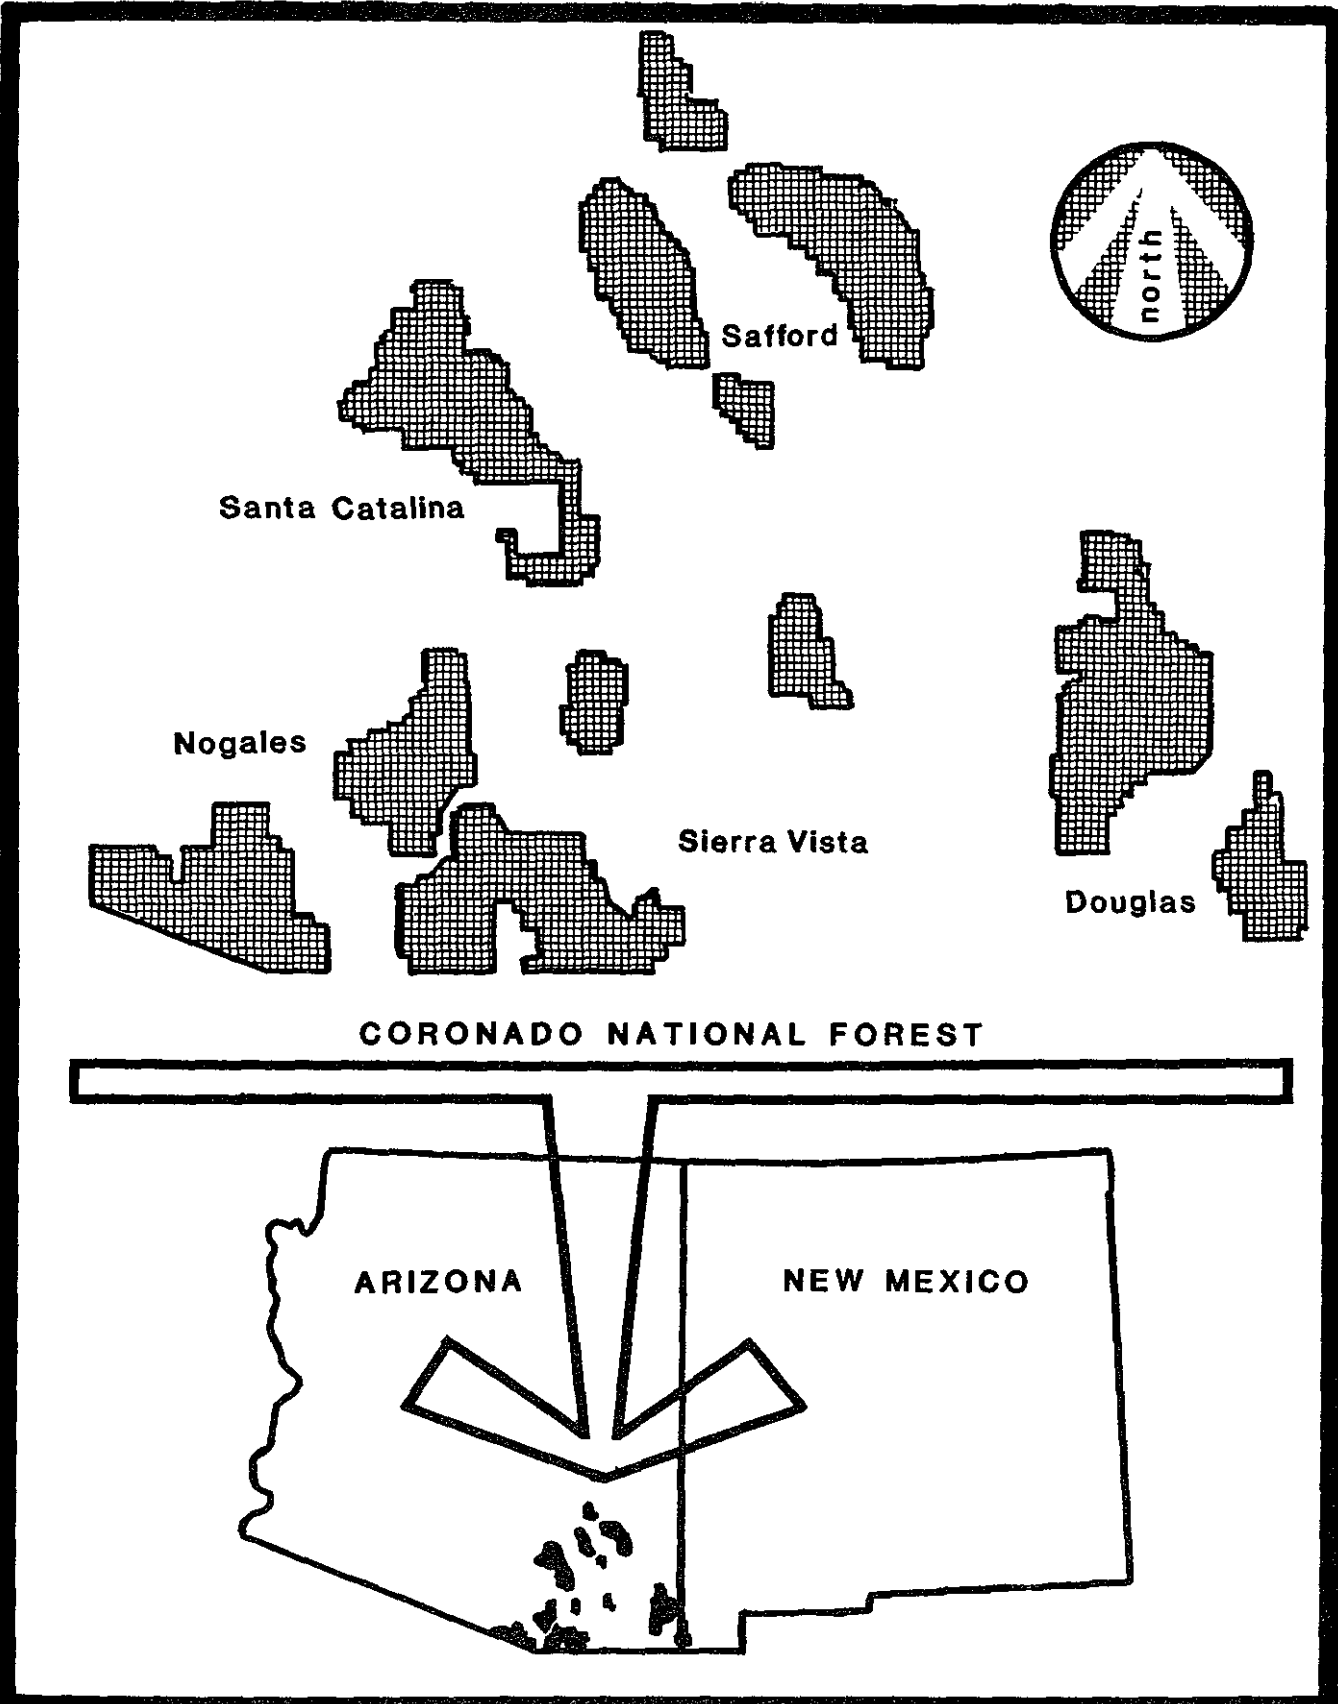 north
Safford
Santa Catalina
Nogales
Sierra Vista
Douglas
CORONADO NATIONAL FOREST
ARIZONA
NEW MEXICO